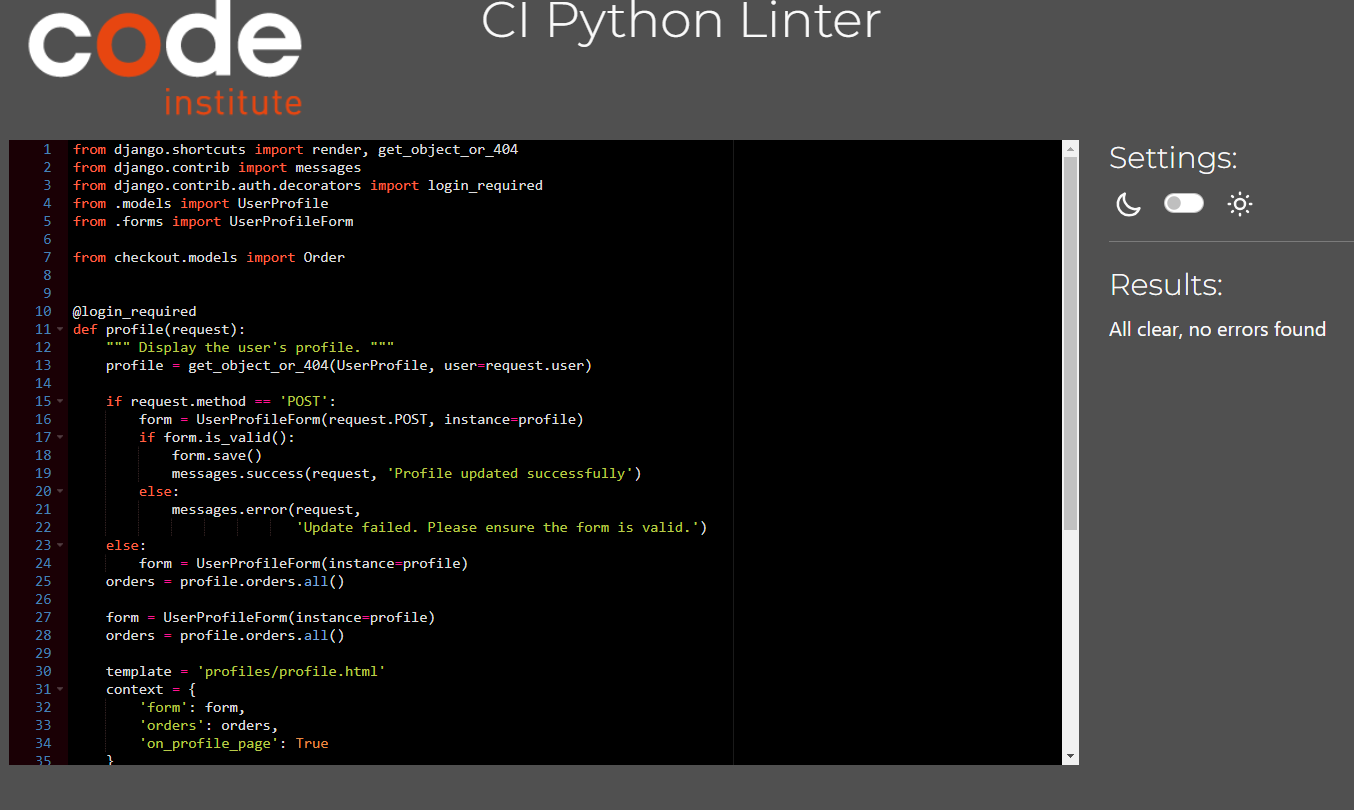 code
institute
CI Python Linter
1 from django.shortcuts import render, get_object_or_404
2 from django.contrib import messages
3 from django.contrib.auth.decorators import login_required
4 from .models import UserProfile
5 from .forms import UserProfileForm
6
7 from checkout.models import Order
8
9
10 @login_required
11 def profile(request):
12     """ Display the user's profile. """
13     profile = get_object_or_404(UserProfile, user=request.user)
14
15     if request.method == 'POST':
16         form = UserProfileForm(request.POST, instance=profile)
17         if form.is_valid():
18             form.save()
19             messages.success(request, 'Profile updated successfully')
20         else:
21             messages.error(request,
22                            'Update failed. Please ensure the form is valid.')
23     else:
24         form = UserProfileForm(instance=profile)
25     orders = profile.orders.all()
26
27     form = UserProfileForm(instance=profile)
28     orders = profile.orders.all()
29
30     template = 'profiles/profile.html'
31     context = {
32         'form': form,
33         'orders': orders,
34         'on_profile_page': True
35     }
Settings:
Results:
All clear, no errors found